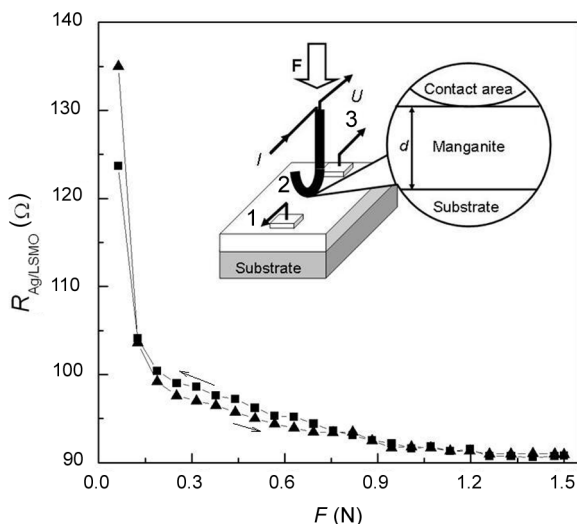 140
130
120
110
100
90
R Ag/LSMO (Ω)
F
U
I
3
2
1
Substrate
Contact area
d
Manganite
Substrate
0.0 0.3 0.6 0.9 1.2 1.5
F (N)